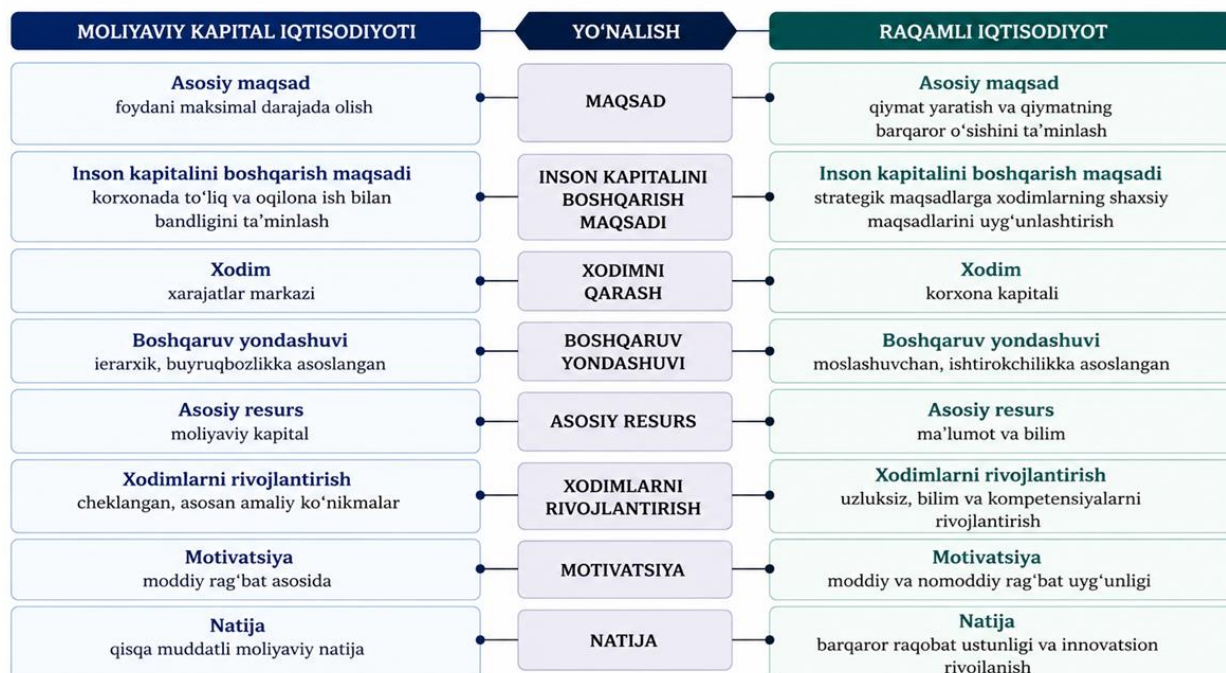 MOLIYAVIY KAPITAL IQTISODIYOTI
YO‘NALISH
RAQAMLI IQTISODIYOT
Asosiy maqsad
foydani maksimal darajada olish
MAQSAD
Asosiy maqsad
qiymat yaratish va qiymatning
barqaror o‘sishini ta’minlash
Inson kapitalini boshqarish maqsadi
korxonada to‘liq va oqilona ish bilan
bandligini ta’minlash
INSON KAPITALINI
BOSHQARISH
MAQSADI
Inson kapitalini boshqarish maqsadi
strategik maqsadlarga xodimlarning shaxsiy
maqsadlarini uyg‘unlashtirish
Xodim
xarajatlar markazi
XODIMNI
QARASH
Xodim
korxona kapitali
Boshqaruv yondashuvi
ierarxik, buyruqbozlikka asoslangan
BOSHQARUV
YONDASHUVI
Boshqaruv yondashuvi
moslashuvchan, ishtirokchilikka asoslangan
Asosiy resurs
moliyaviy kapital
ASOSIY RESURS
Asosiy resurs
ma’lumot va bilim
Xodimlarni rivojlantirish
cheklangan, asosan amaliy ko‘nikmalar
XODIMLARNI
RIVOJLANTIRISH
Xodimlarni rivojlantirish
uzluksiz, bilim va kompetensiyalarni
rivojlantirish
Motivatsiya
moddiy rag‘bat asosida
MOTIVATSIYA
Motivatsiya
moddiy va nomoddiy rag‘bat uyg‘unligi
Natija
qisqa muddatli moliyaviy natija
NATIJA
Natija
barqaror raqobat ustunligi va innovatsion
rivojlanish